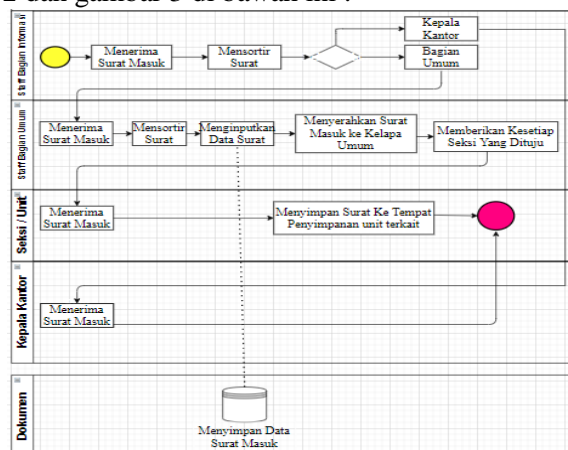 2 dan gambar 3 di bawah ini .
Staff Bagian Informasi
Menerima
Surat Masuk
Mensortir
Surat
Kepala
Kantor
Bagian
Umum
Staff Bagian Umum
Menerima
Surat Masuk
Mensortir
Surat
Menginputkan
Data Surat
Menyerahkan Surat
Masuk ke Kelapa
Umum
Memberikan Kesetiap
Seksi Yang Dituju
Seksi / Unit
Menerima
Surat Masuk
Menyimpan Surat Ke Tempat
Penyimpanan unit terkait
Kepala Kantor
Menerima
Surat Masuk
Dokumen
Menyimpan Data
Surat Masuk